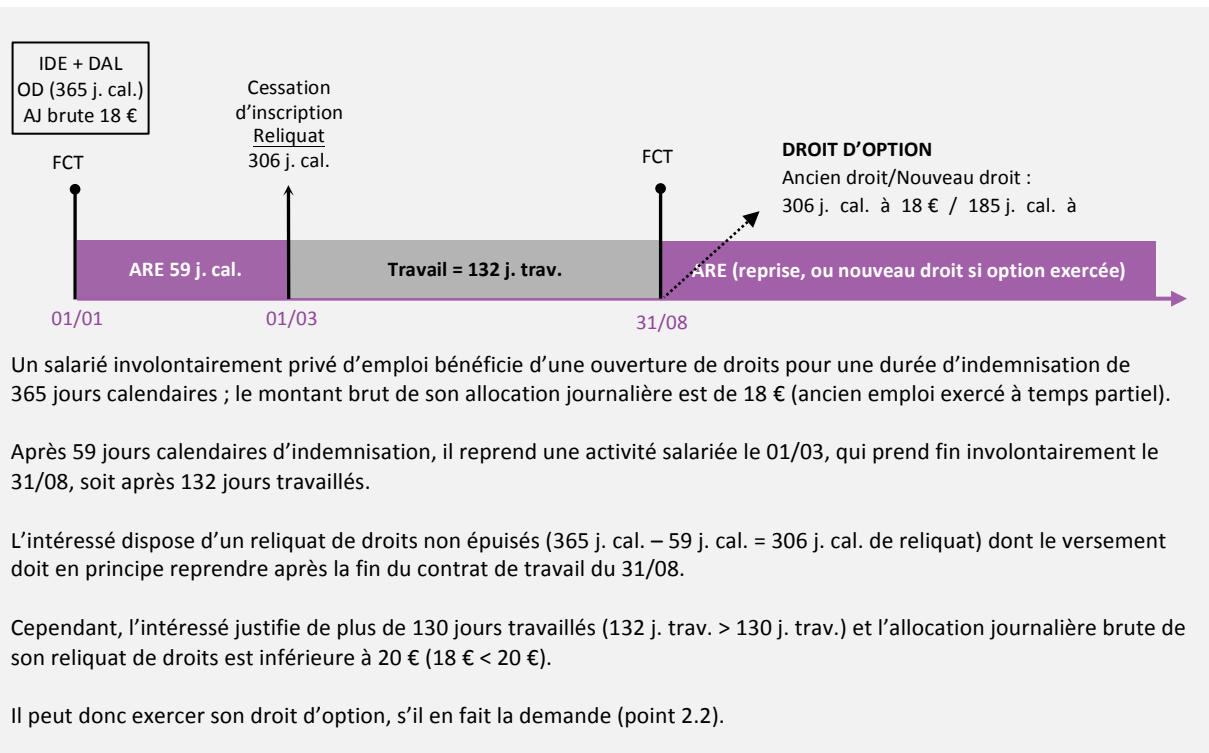 IDE + DAL
OD (365 j. cal.)
AJ brute 18 €
Cessation
d’inscription
Reliquat
306 j. cal.
FCT
FCT
DROIT D’OPTION
Ancien droit/Nouveau droit :
306 j. cal. à 18 € / 185 j. cal. à
ARE 59 j. cal.
Travail = 132 j. trav.
ARE (reprise, ou nouveau droit si option exercée)
01/01
01/03
31/08
Un salarié involontairement privé d’emploi bénéficie d’une ouverture de droits pour une durée d’indemnisation de
365 jours calendaires ; le montant brut de son allocation journalière est de 18 € (ancien emploi exercé à temps partiel).
Après 59 jours calendaires d’indemnisation, il reprend une activité salariée le 01/03, qui prend fin involontairement le
31/08, soit après 132 jours travaillés.
L’intéressé dispose d’un reliquat de droits non épuisés (365 j. cal. – 59 j. cal. = 306 j. cal. de reliquat) dont le versement
doit en principe reprendre après la fin du contrat de travail du 31/08.
Cependant, l’intéressé justifie de plus de 130 jours travaillés (132 j. trav. > 130 j. trav.) et l’allocation journalière brute de
son reliquat de droits est inférieure à 20 € (18 € < 20 €).
Il peut donc exercer son droit d’option, s’il en fait la demande (point 2.2).